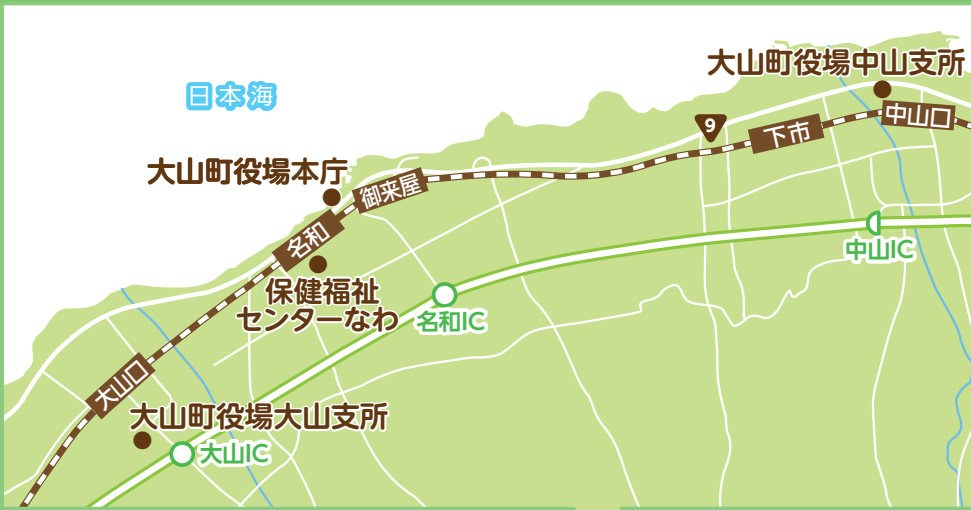 大山町役場中山支所
日本海
9
中山口
下市
大山町役場本庁
御来屋
名和
中山IC
保健福祉
センターなわ
名和IC
大山口
大山町役場大山支所
大山IC